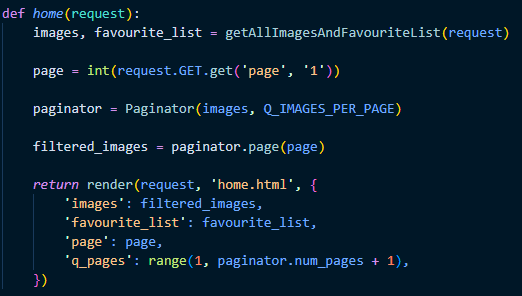 def home(request):
    images, favourite_list = getAllImagesAndFavouriteList(request)
    page = int(request.GET.get('page', '1'))
    paginator = Paginator(images, Q_IMAGES_PER_PAGE)
    filtered_images = paginator.page(page)
    return render(request, 'home.html', {
        'images': filtered_images,
        'favourite_list': favourite_list,
        'page': page,
        'q_pages': range(1, paginator.num_pages + 1),
    })